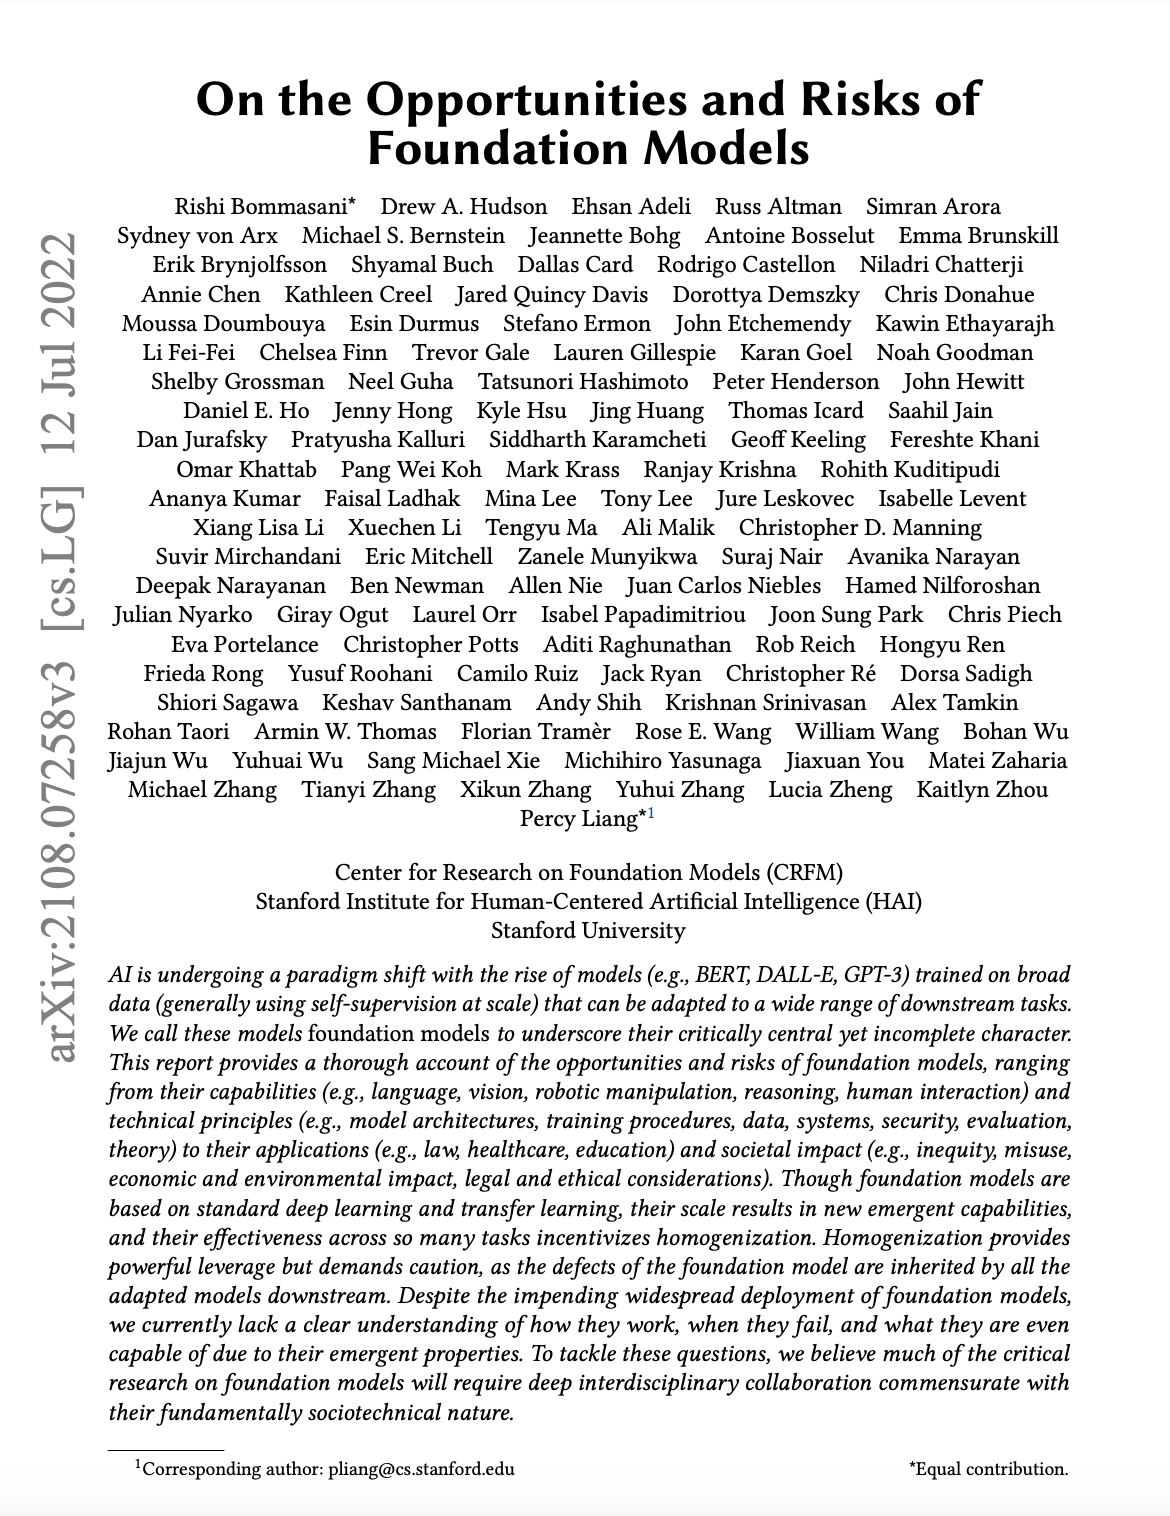 On the Opportunities and Risks of
Foundation Models
Rishi Bommasani* Drew A. Hudson Ehsan Adeli Russ Altman Simran Arora
Sydney von Arx Michael S. Bernstein Jeannette Bohg Antoine Bosselut Emma Brunskill
Erik Brynjolfsson Shyamal Buch Dallas Card Rodrigo Castellon Niladri Chatterji
Annie Chen Kathleen Creel Jared Quincy Davis Dorottya Demszky Chris Donahue
Moussa Doumbouya Esin Durmus Stefano Ermon John Etchemendy Kawin Ethayarajh
Li Fei-Fei Chelsea Finn Trevor Gale Lauren Gillespie Karan Goel Noah Goodman
Shelby Grossman Neel Guha Tatsunori Hashimoto Peter Henderson John Hewitt
Daniel E. Ho Jenny Hong Kyle Hsu Jing Huang Thomas Icard Saahil Jain
Dan Jurafsky Pratyusha Kalluri Siddharth Karamcheti Geoff Keeling Fereshte Khani
Omar Khattab Pang Wei Koh Mark Krass Ranjay Krishna Rohith Kuditipudi
Ananya Kumar Faisal Ladhak Mina Lee Tony Lee Jure Leskovec Isabelle Levent
Xiang Lisa Li Xuechen Li Tengyu Ma Ali Malik Christopher D. Manning
Suvir Mirchandani Eric Mitchell Zanele Munyikwa Suraj Nair Avanika Narayan
Deepak Narayanan Ben Newman Allen Nie Juan Carlos Niebles Hamed Nilforoshan
Julian Nyarko Giray Ogut Laurel Orr Isabel Papadimitriou Joon Sung Park Chris Piech
Eva Portelance Christopher Potts Aditi Raghunathan Rob Reich Hongyu Ren
Frieda Rong Yusuf Roohani Camilo Ruiz Jack Ryan Christopher Ré Dorsa Sadigh
Shiori Sagawa Keshav Santhanam Andy Shih Krishnan Srinivasan Alex Tamkin
Rohan Taori Armin W. Thomas Florian Tramèr Rose E. Wang William Wang Bohan Wu
Jiajun Wu Yuhuai Wu Sang Michael Xie Michihiro Yasunaga Jiaxuan You Matei Zaharia
Michael Zhang Tianyi Zhang Xikun Zhang Yuhui Zhang Lucia Zheng Kaitlyn Zhou
Percy Liang*1
Center for Research on Foundation Models (CRFM)
Stanford Institute for Human-Centered Artificial Intelligence (HAI)
Stanford University
AI is undergoing a paradigm shift with the rise of models (e.g., BERT, DALL-E, GPT-3) trained on broad
data (generally using self-supervision at scale) that can be adapted to a wide range of downstream tasks.
We call these models foundation models to underscore their critically central yet incomplete character.
This report provides a thorough account of the opportunities and risks of foundation models, ranging
from their capabilities (e.g., language, vision, robotic manipulation, reasoning, human interaction) and
technical principles (e.g., model architectures, training procedures, data, systems, security, evaluation,
theory) to their applications (e.g., law, healthcare, education) and societal impact (e.g., inequity, misuse,
economic and environmental impact, legal and ethical considerations). Though foundation models are
based on standard deep learning and transfer learning, their scale results in new emergent capabilities,
and their effectiveness across so many tasks incentivizes homogenization. Homogenization provides
powerful leverage but demands caution, as the defects of the foundation model are inherited by all the
adapted models downstream. Despite the impending widespread deployment of foundation models,
we currently lack a clear understanding of how they work, when they fail, and what they are even
capable of due to their emergent properties. To tackle these questions, we believe much of the critical
research on foundation models will require deep interdisciplinary collaboration commensurate with
their fundamentally sociotechnical nature.
1Corresponding author: pliang@cs.stanford.edu *Equal contribution.
arXiv:2108.07258v3 [cs.LG] 12 Jul 2022